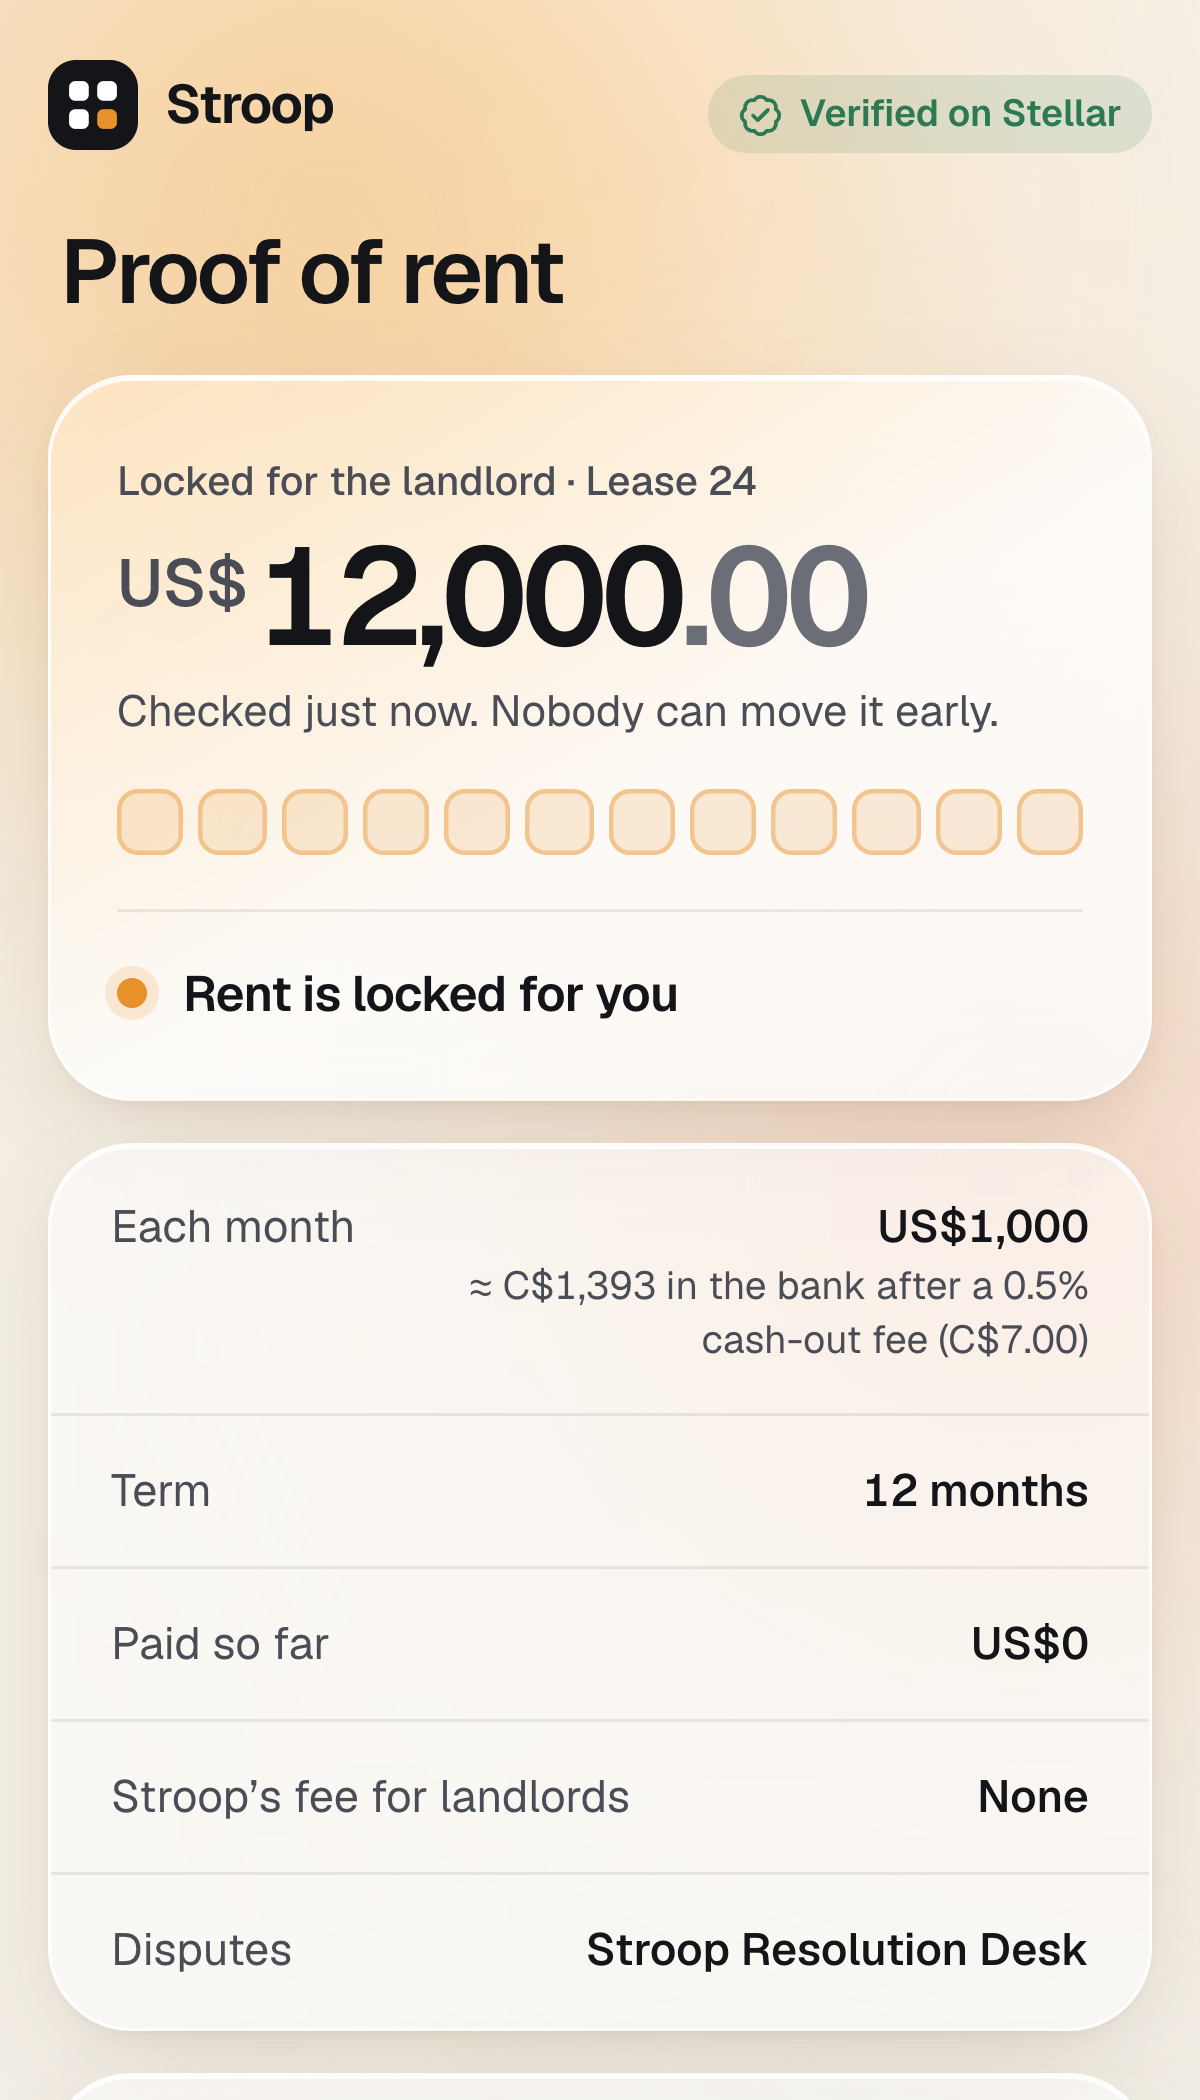 Stroop
Verified on Stellar
Proof of rent
Locked for the landlord · Lease 24
US$ 12,000.00
Checked just now. Nobody can move it early.
Rent is locked for you
Each month
US$1,000
≈ C$1,393 in the bank after a 0.5%
cash-out fee (C$7.00)
Term
12 months
Paid so far
US$0
Stroop’s fee for landlords
None
Disputes
Stroop Resolution Desk